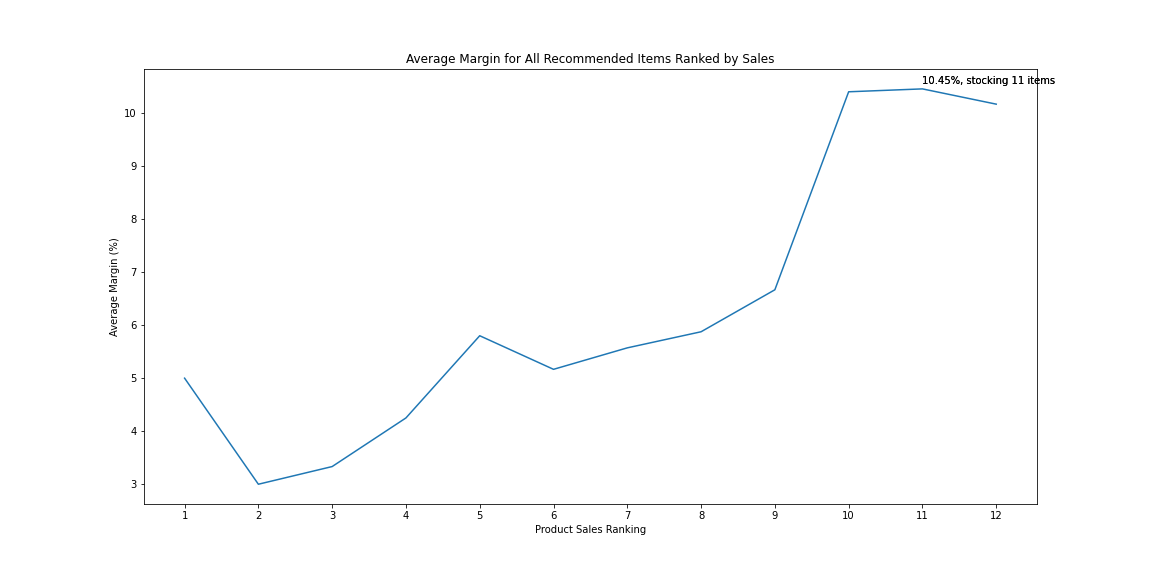 Average Margin for All Recommended Items Ranked by Sales
10.45%, stocking 11 items
10
9
8
7
6
5
4
3
Average Margin (%)
1 2 3 4 5 6 7 8 9 10 11 12
Product Sales Ranking